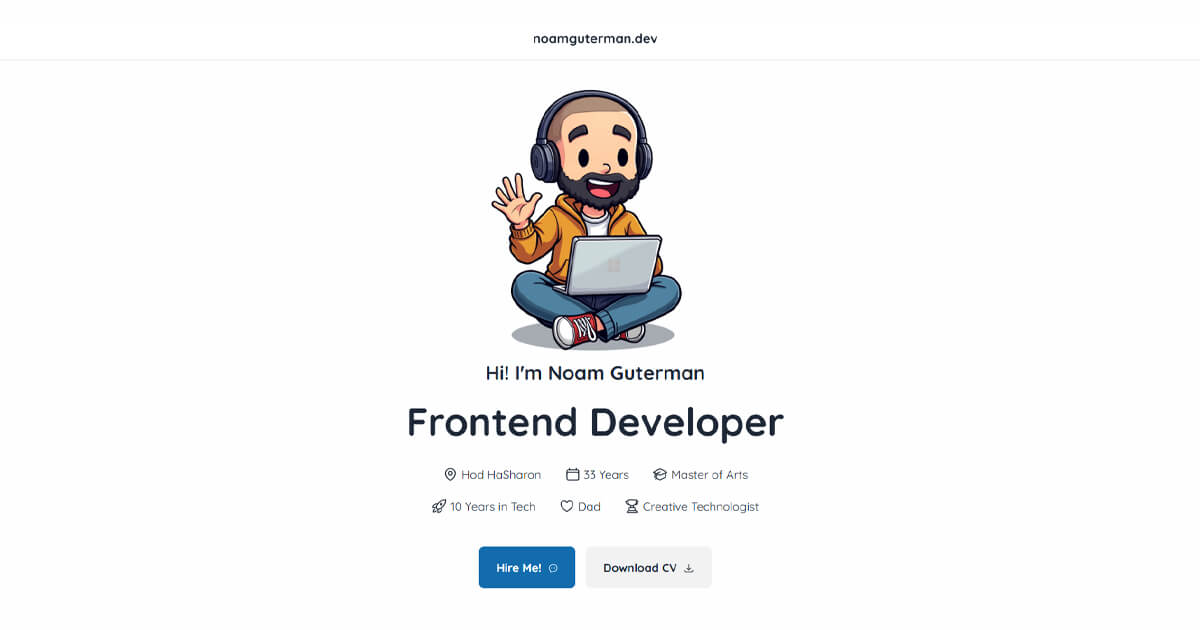 noamguterman.dev
Hi! I'm Noam Guterman
Frontend Developer
Hod HaSharon 33 Years Master of Arts
10 Years in Tech Dad Creative Technologist
Hire Me! Download CV